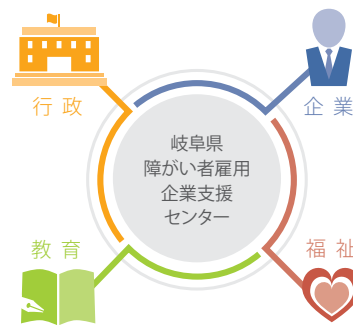 行政
企業
岐阜県
障がい者雇用
企業支援
センター
教育
福祉